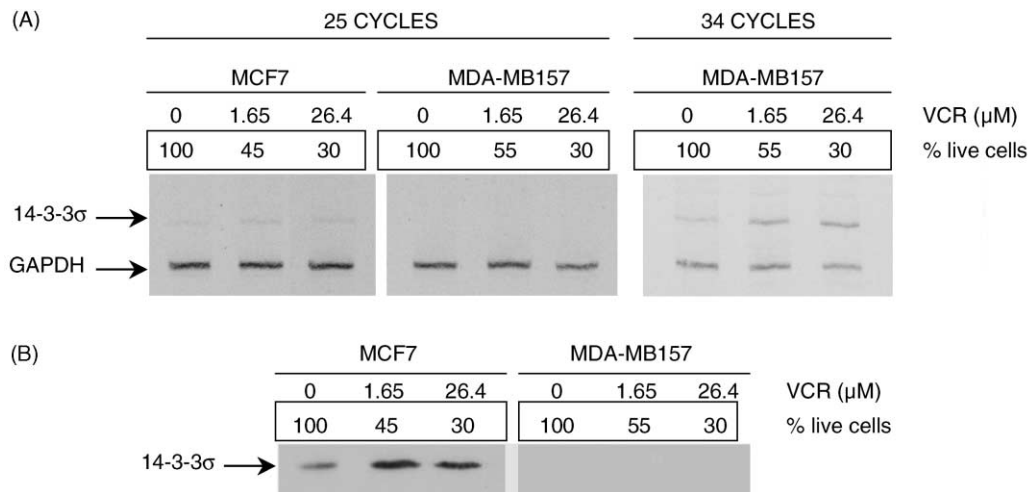 (A)
25 CYCLES 34 CYCLES
MCF7 MDA-MB157 MDA-MB157
0 1.65 26.4 0 1.65 26.4 0 1.65 26.4 VCR (µM)
100 45 30 100 55 30 100 55 30 % live cells
14-3-3σ
GAPDH
(B)
MCF7 MDA-MB157
0 1.65 26.4 0 1.65 26.4 VCR (µM)
100 45 30 100 55 30 % live cells
14-3-3σ